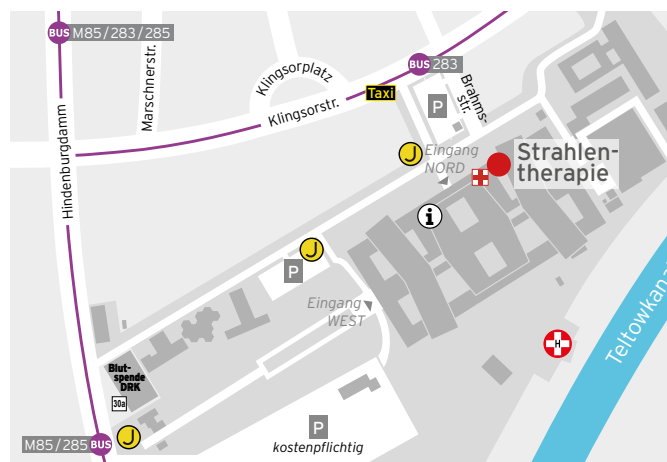 BUS M85/283/285
Marschnerstr.
Klingsorplatz
Klingsorstr.
Taxi
BUS 283
P
Brahms-
str.
Hindenburgdamm
J
Eingang
NORD
Strahlen-
therapie
i
J
P
Eingang
WEST
Teltowkan
H
Blut-
spende
DRK
30a
J
M85/285 BUS
P
kostenpflichtig